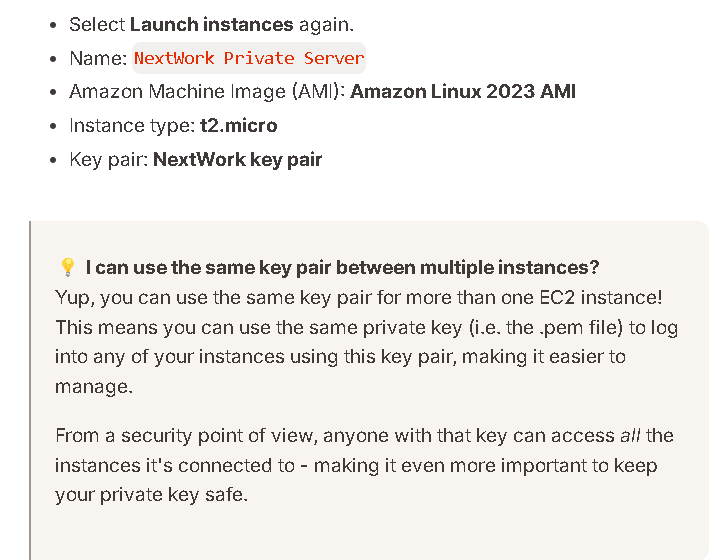 • Select Launch instances again.
• Name: NextWork Private Server
• Amazon Machine Image (AMI): Amazon Linux 2023 AMI
• Instance type: t2.micro
• Key pair: NextWork key pair
💡 I can use the same key pair between multiple instances?
Yup, you can use the same key pair for more than one EC2 instance!
This means you can use the same private key (i.e. the .pem file) to log
into any of your instances using this key pair, making it easier to
manage.
From a security point of view, anyone with that key can access all the
instances it's connected to - making it even more important to keep
your private key safe.